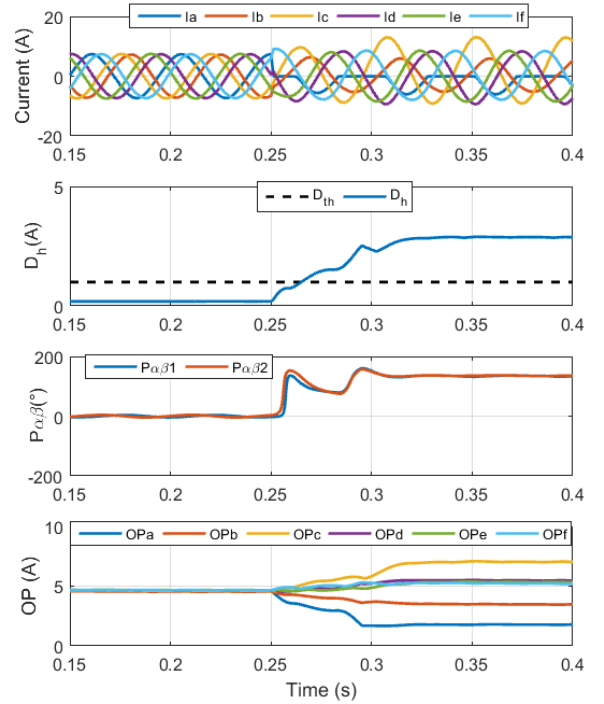 Ia Ib Ic Id Ie If
20
0
-20
Current (A)
0.15 0.2 0.25 0.3 0.35 0.4
D_th D_h
5
0
D_h(A)
0.15 0.2 0.25 0.3 0.35 0.4
Pαβ1 Pαβ2
200
0
-200
Pαβ(°)
0.15 0.2 0.25 0.3 0.35 0.4
OPa OPb OPc OPd OPe OPf
10
5
0
OP (A)
0.15 0.2 0.25 0.3 0.35 0.4
Time (s)